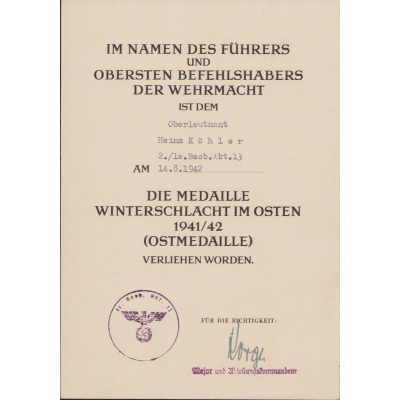 IM NAMEN DES FÜHRERS
UND
OBERSTEN BEFEHLSHABERS
DER WEHRMACHT
IST DEM
Oberleutnant
Heinz Köhler
2./le.Beob.Abt.13
AM 14.8.1942
DIE MEDAILLE
WINTERSCHLACHT IM OSTEN
1941/42
(OSTMEDAILLE)
VERLIEHEN WORDEN.
FÜR DIE RICHTIGKEIT:
Major und Abteilungskommandeur